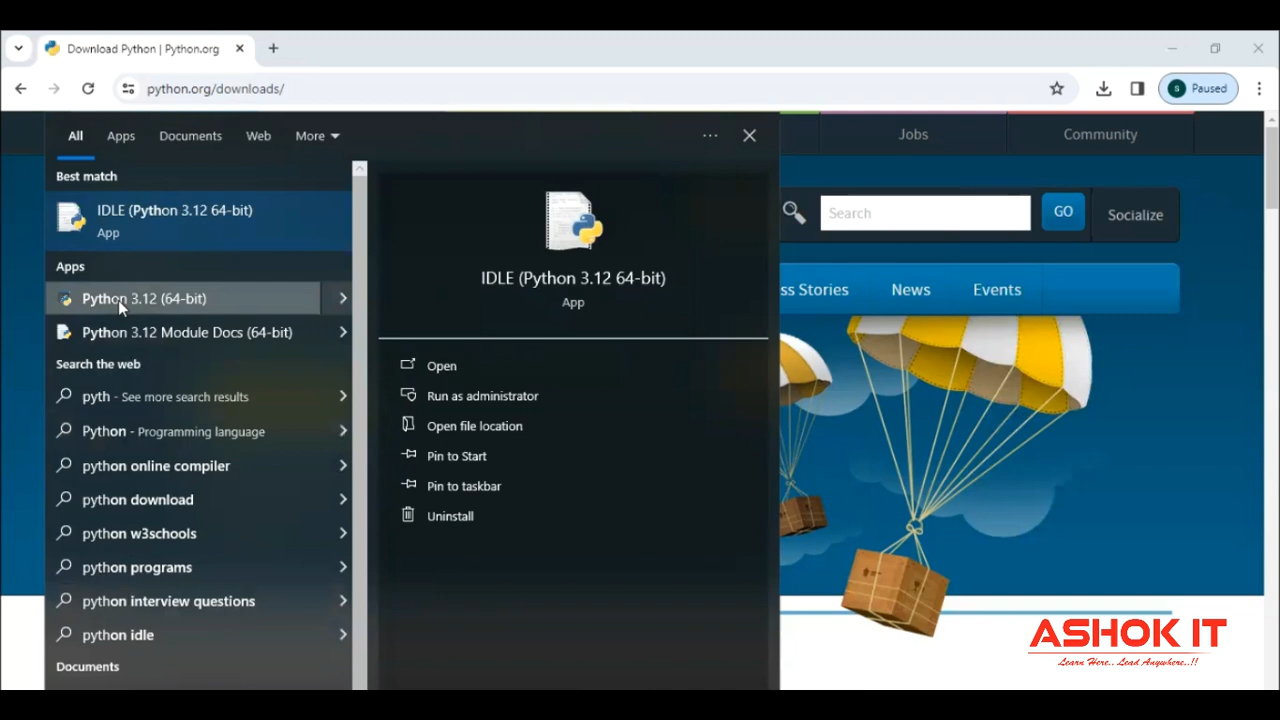 Download Python | Python.org
python.org/downloads/
S
Paused
All Apps Documents Web More
Best match
IDLE (Python 3.12 64-bit)
App
Apps
Python 3.12 (64-bit)
Python 3.12 Module Docs (64-bit)
Search the web
pyth - See more search results
Python - Programming language
python online compiler
python download
python w3schools
python programs
python interview questions
python idle
Documents
IDLE (Python 3.12 64-bit)
App
Open
Run as administrator
Open file location
Pin to Start
Pin to taskbar
Uninstall
Jobs Community
Search GO Socialize
ss Stories News Events
ASHOK IT
Learn Here.. Lead Anywhere..!!